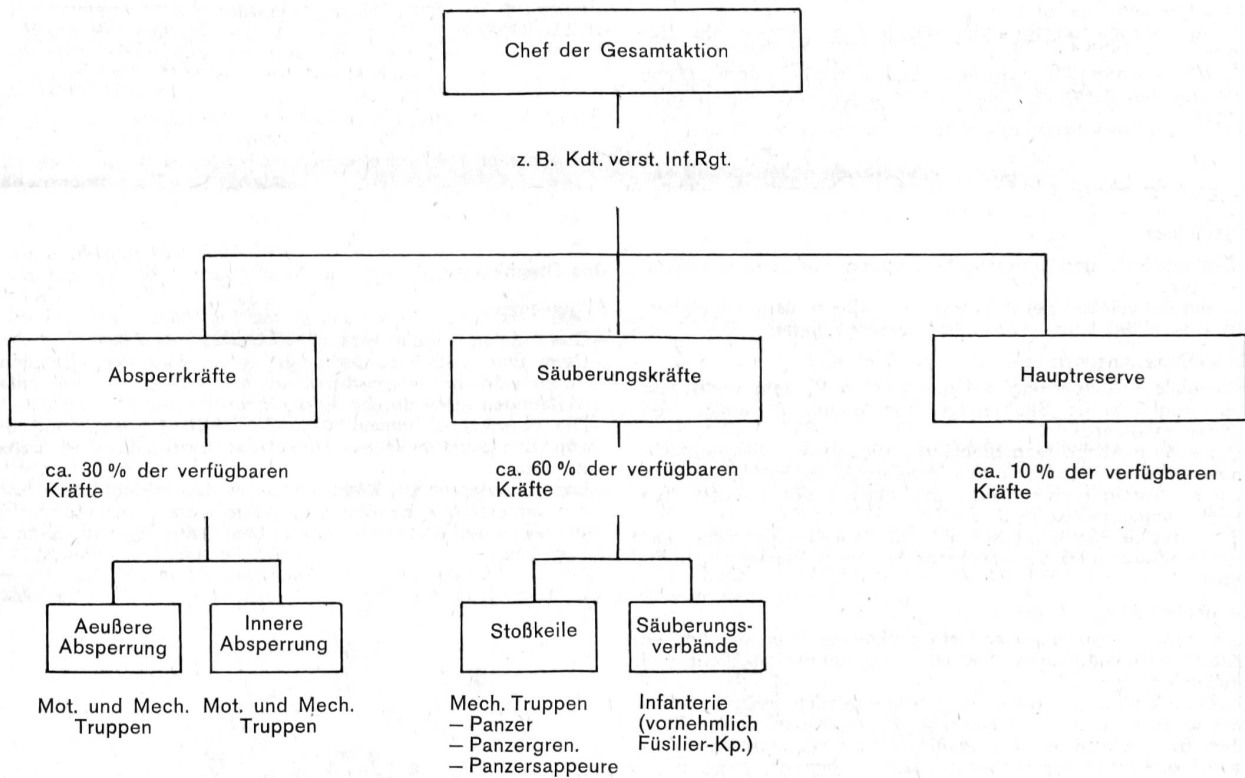 Chef der Gesamtaktion
z. B. Kdt. verst. Inf.Rgt.
Absperrkräfte
Säuberungskräfte
Hauptreserve
ca. 30 % der verfügbaren
Kräfte
ca. 60 % der verfügbaren
Kräfte
ca. 10 % der verfügbaren
Kräfte
Aeußere
Absperrung
Innere
Absperrung
Stoßkeile
Säuberungs-
verbände
Mot. und Mech.
Truppen
Mot. und Mech.
Truppen
Mech. Truppen
— Panzer
— Panzergren.
— Panzersappeure
Infanterie
(vornehmlich
Füsilier-Kp.)